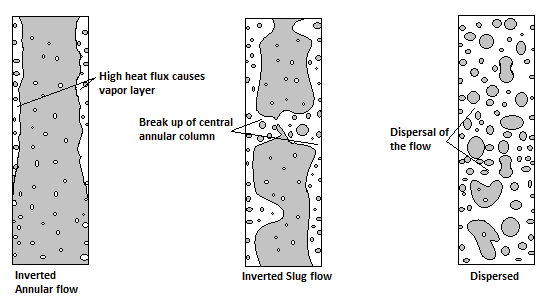 High heat flux causes
vapor layer
Break up of central
annular column
Dispersal of
the flow
Inverted
Annular flow
Inverted Slug flow
Dispersed